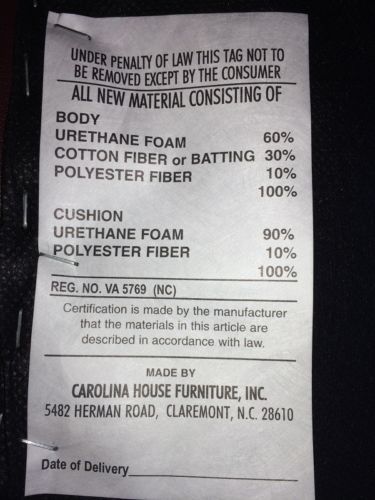 UNDER PENALTY OF LAW THIS TAG NOT TO
BE REMOVED EXCEPT BY THE CONSUMER
ALL NEW MATERIAL CONSISTING OF
BODY
URETHANE FOAM 60%
COTTON FIBER or BATTING 30%
POLYESTER FIBER 10%
100%
CUSHION
URETHANE FOAM 90%
POLYESTER FIBER 10%
100%
REG. NO. VA 5769 (NC)
Certification is made by the manufacturer
that the materials in this article are
described in accordance with law.
MADE BY
CAROLINA HOUSE FURNITURE, INC.
5482 HERMAN ROAD, CLAREMONT, N.C. 28610
Date of Delivery